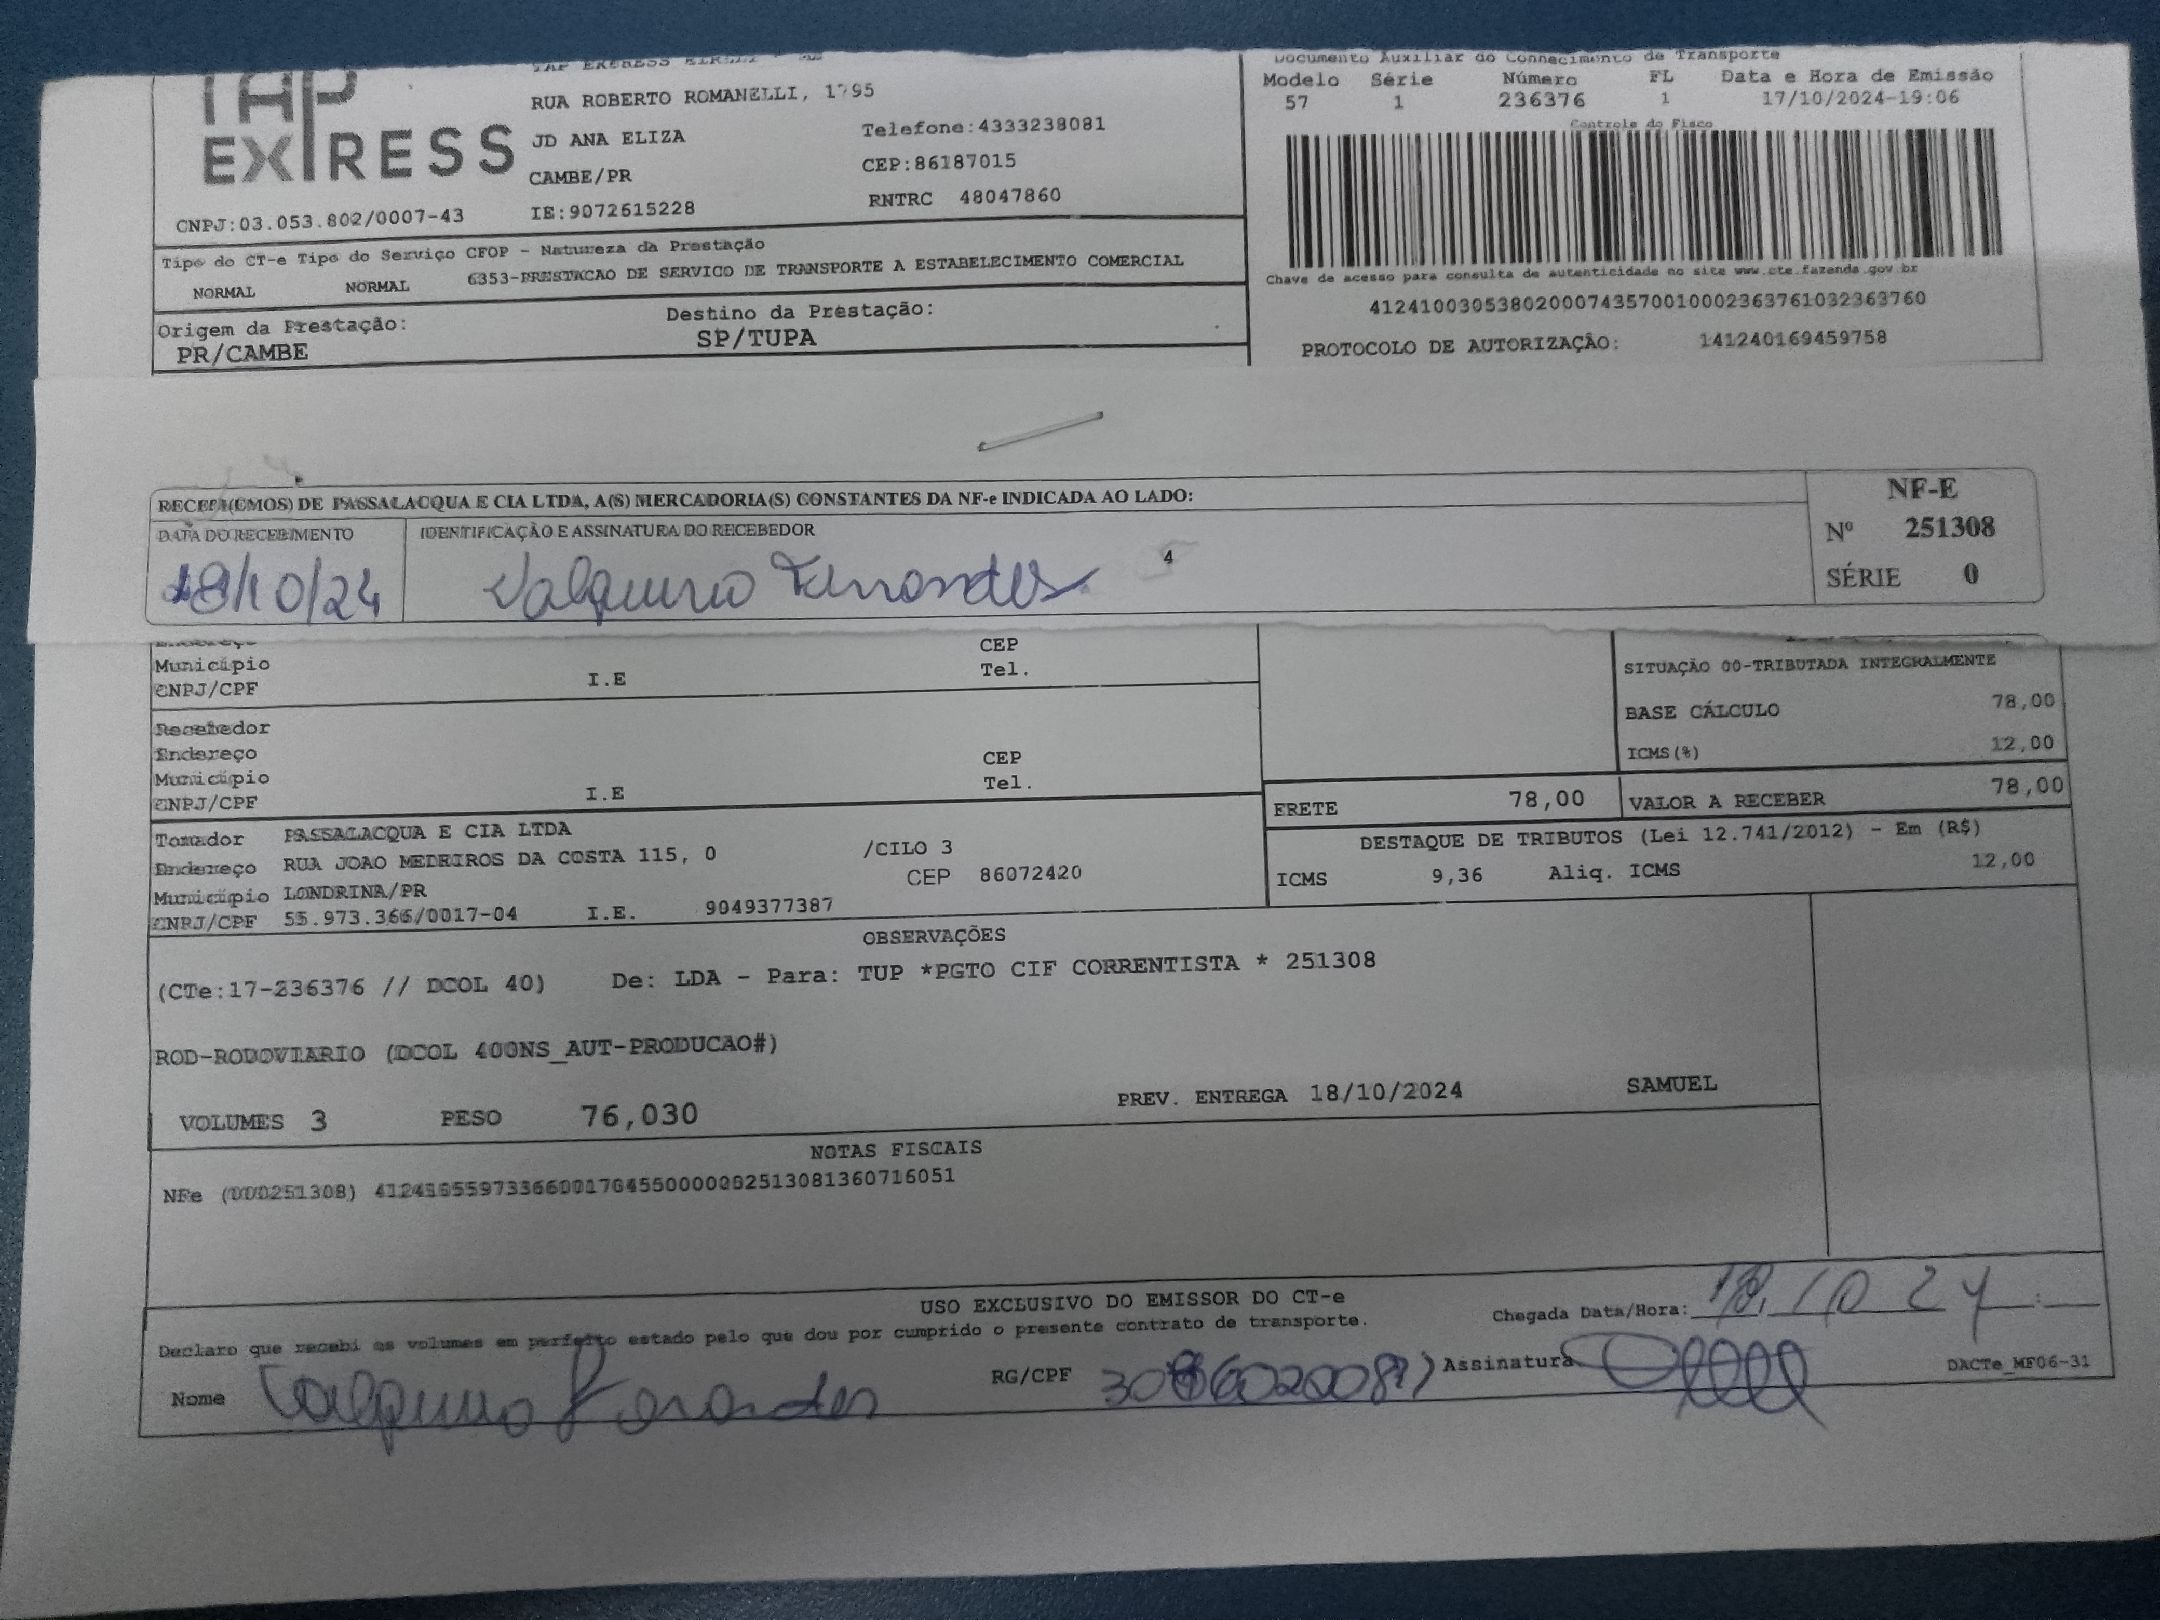 TAP
EXPRESS
RUA ROBERTO ROMANELLI, 1795
JD ANA ELIZA
Telefone:4333238081
CAMBE/PR
CEP:86187015
CNPJ:03.053.802/0007-43
IE:9072615228
RNTRC 48047860
Documento Auxiliar do Conhecimento de Transporte
Modelo Série Número FL Data e Hora de Emissão
57 1 236376 1 17/10/2024-19:06
Controle do Fisco
Chave de acesso para consulta de autenticidade no site www.cte.fazenda.gov.br
41241003053802000743570010002363761032363760
PROTOCOLO DE AUTORIZAÇÃO: 141240169459758
Tipo do CT-e Tipo do Serviço CFOP - Natureza da Prestação
NORMAL NORMAL 6353-PRESTACAO DE SERVICO DE TRANSPORTE A ESTABELECIMENTO COMERCIAL
Origem da Prestação: Destino da Prestação:
PR/CAMBE SP/TUPA
RECEBI(EMOS) DE PASSALACQUA E CIA LTDA, A(S) MERCADORIA(S) CONSTANTES DA NF-e INDICADA AO LADO:
NF-E
DATA DO RECEBIMENTO IDENTIFICAÇÃO E ASSINATURA DO RECEBEDOR
Nº 251308
18/10/24 4
SÉRIE 0
CEP
Município Tel.
CNPJ/CPF I.E
Recebedor
Endereço CEP
Município Tel.
CNPJ/CPF I.E
SITUAÇÃO 00-TRIBUTADA INTEGRALMENTE
BASE CÁLCULO 78,00
ICMS(%) 12,00
FRETE 78,00 VALOR A RECEBER 78,00
Tomador PASSALACQUA E CIA LTDA
Endereço RUA JOAO MEDEIROS DA COSTA 115, 0 /CILO 3
Município LONDRINA/PR CEP 86072420
CNPJ/CPF 55.973.366/0017-04 I.E. 9049377387
DESTAQUE DE TRIBUTOS (Lei 12.741/2012) - Em (R$)
ICMS 9,36 Aliq. ICMS 12,00
OBSERVAÇÕES
(CTe:17-236376 // DCOL 40) De: LDA - Para: TUP *PGTO CIF CORRENTISTA * 251308
ROD-RODOVIARIO (DCOL 400NS_AUT-PRODUCAO#)
VOLUMES 3 PESO 76,030 PREV. ENTREGA 18/10/2024 SAMUEL
NOTAS FISCAIS
NFe (000251308)
USO EXCLUSIVO DO EMISSOR DO CT-e
Chegada Data/Hora: 18/10 24 :
Declaro que recebi os volumes em perfeito estado pelo que dou por cumprido o presente contrato de transporte.
Nome RG/CPF Assinatura DACTe_MF06-31